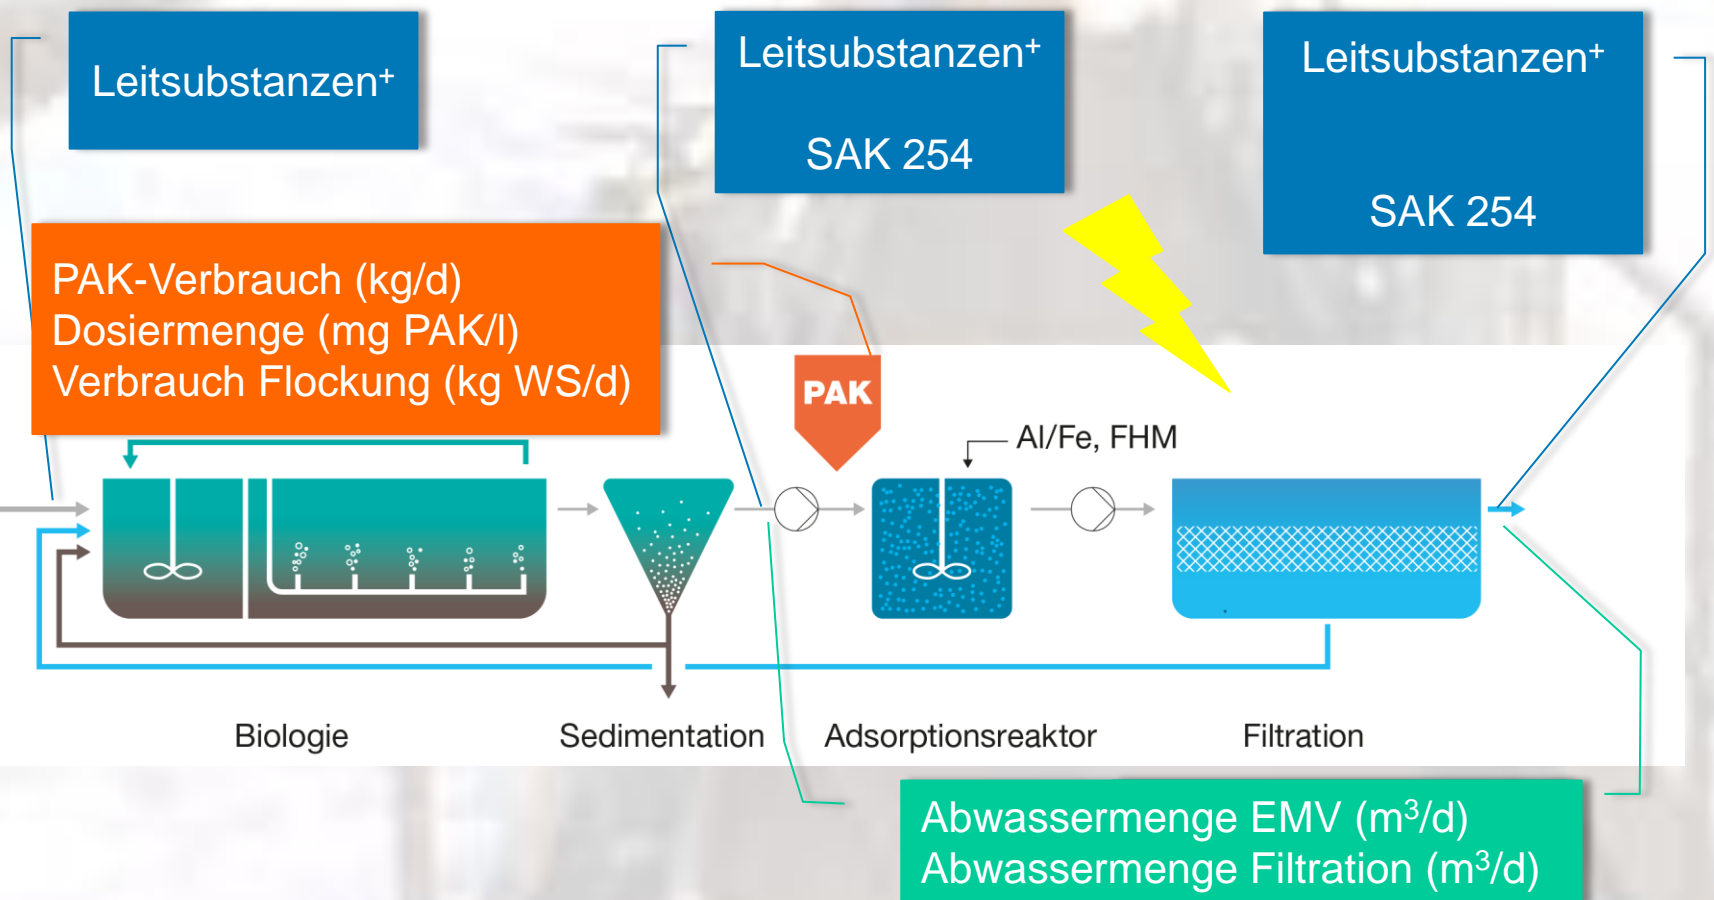 Leitsubstanzen⁺
Leitsubstanzen⁺
SAK 254
Leitsubstanzen⁺
SAK 254
PAK-Verbrauch (kg/d)
Dosiermenge (mg PAK/l)
Verbrauch Flockung (kg WS/d)
PAK
Al/Fe, FHM
Biologie
Sedimentation
Adsorptionsreaktor
Filtration
Abwassermenge EMV (m³/d)
Abwassermenge Filtration (m³/d)